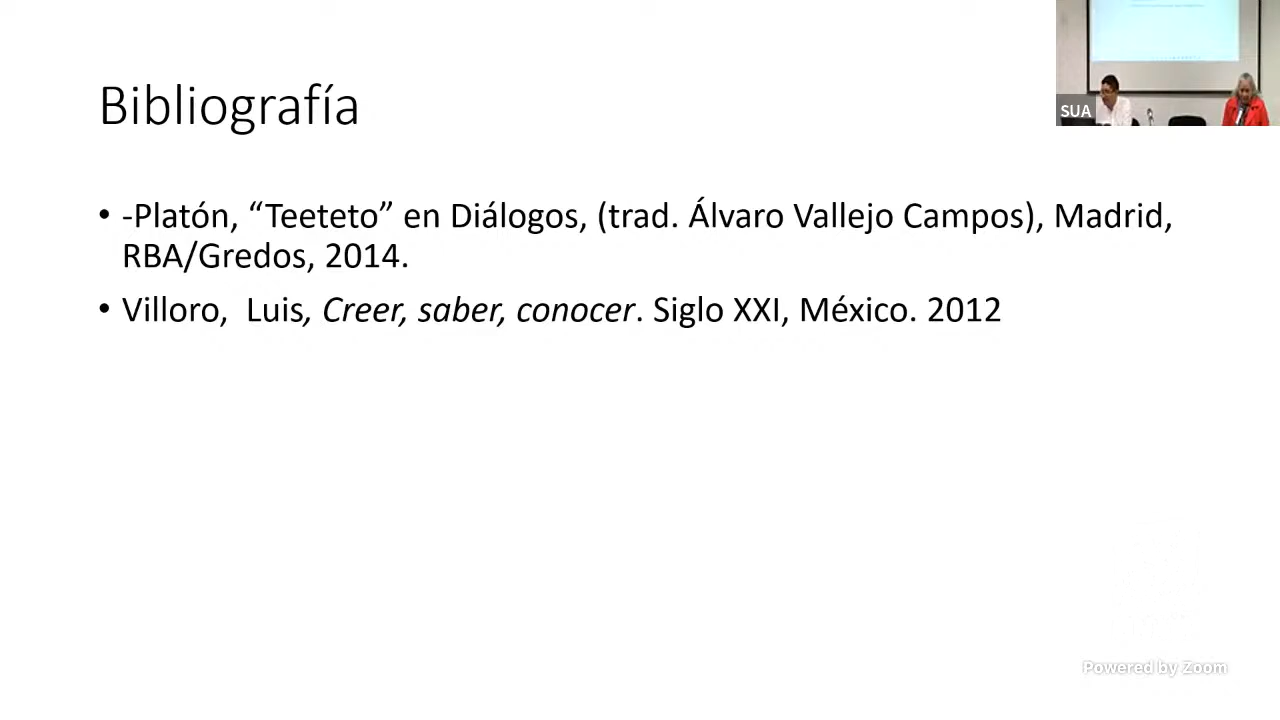 SUA
Bibliografía
• -Platón, “Teeteto” en Diálogos, (trad. Álvaro Vallejo Campos), Madrid,
RBA/Gredos, 2014.
• Villoro,  Luis, Creer, saber, conocer. Siglo XXI, México. 2012
Powered by Zoom